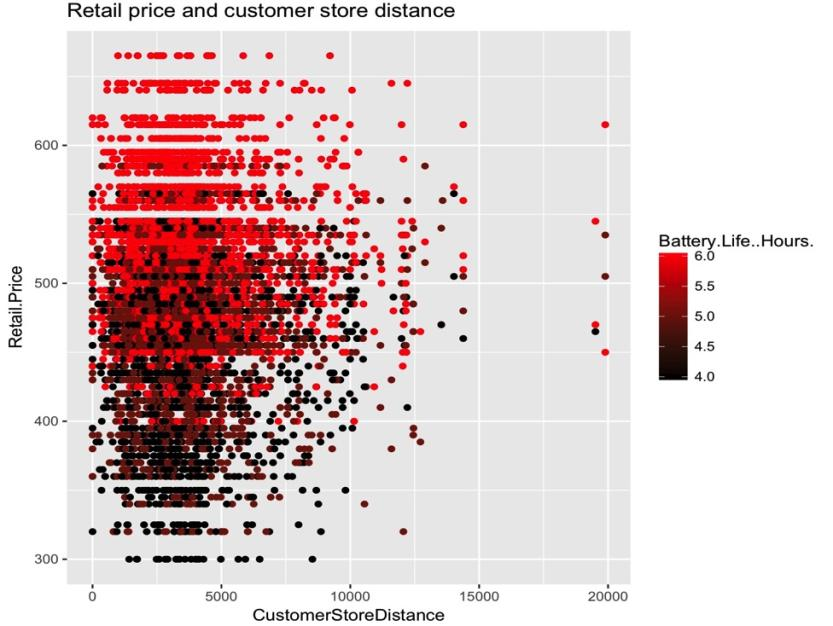 Retail price and customer store distance
Retail.Price
600
500
400
300
0 5000 10000 15000 20000
CustomerStoreDistance
Battery.Life..Hours.
6.0
5.5
5.0
4.5
4.0